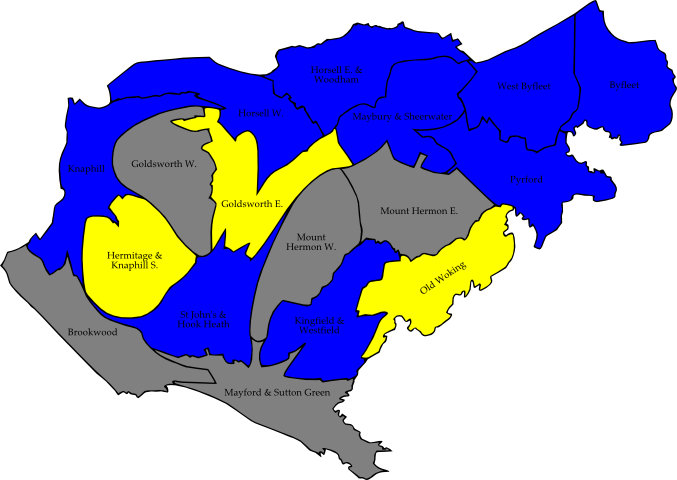 Horsell E. &
Woodham
West Byfleet
Byfleet
Horsell W.
Maybury & Sheerwater
Goldsworth W.
Knaphill
Pyrford
Goldsworth E.
Mount Hermon E.
Mount
Hermon W.
Hermitage &
Knaphill S.
Old Woking
St John's &
Hook Heath
Kingfield &
Westfield
Brookwood
Mayford & Sutton Green